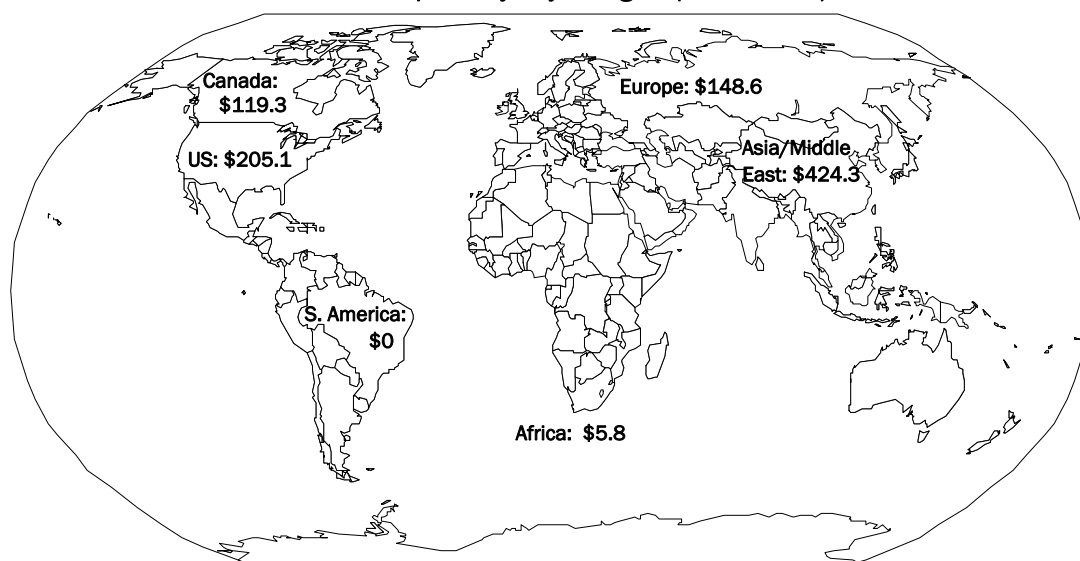 Canada:
$119.3
Europe: $148.6
US: $205.1
Asia/Middle
East: $424.3
S. America:
$0
Africa: $5.8